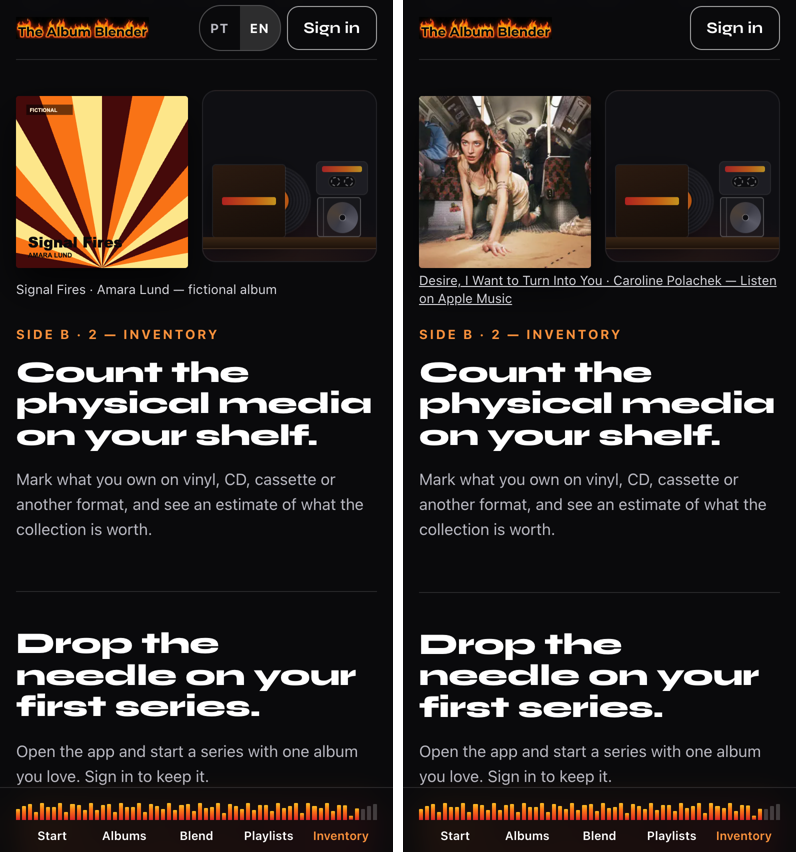 The Album Blender
PT
EN
Sign in
FICTIONAL
Signal Fires
AMARA LUND
Signal Fires · Amara Lund — fictional album
SIDE B · 2 — INVENTORY
Count the
physical media
on your shelf.
Mark what you own on vinyl, CD, cassette or
another format, and see an estimate of what the
collection is worth.
Drop the
needle on your
first series.
Open the app and start a series with one album
you love. Sign in to keep it.
Start
Albums
Blend
Playlists
Inventory
The Album Blender
Sign in
Desire, I Want to Turn Into You · Caroline Polachek — Listen
on Apple Music
SIDE B · 2 — INVENTORY
Count the
physical media
on your shelf.
Mark what you own on vinyl, CD, cassette or
another format, and see an estimate of what the
collection is worth.
Drop the
needle on your
first series.
Open the app and start a series with one album
you love. Sign in to keep it.
Start
Albums
Blend
Playlists
Inventory